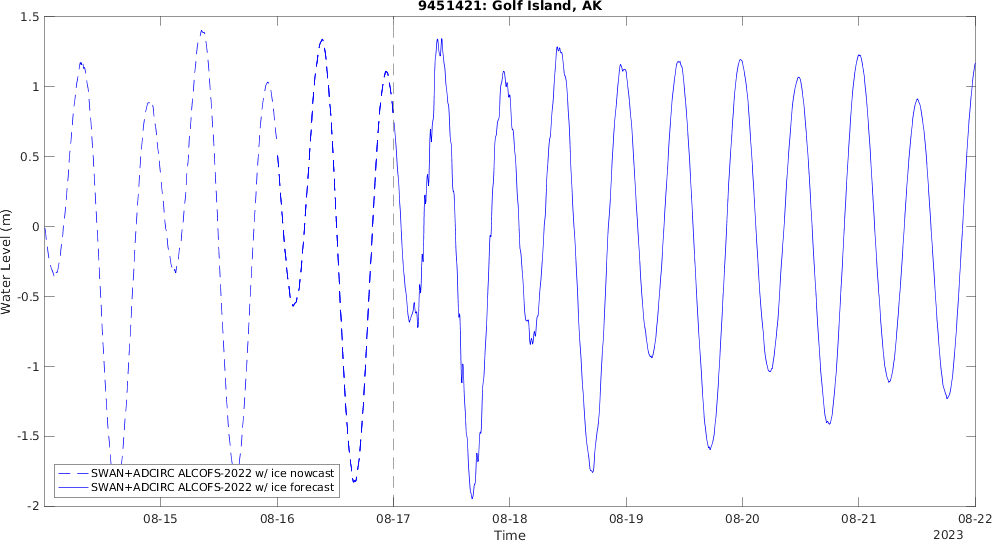 9451421: Golf Island, AK
1.5
1
0.5
0
-0.5
-1
-1.5
-2
Water Level (m)
SWAN+ADCIRC ALCOFS-2022 w/ ice nowcast
SWAN+ADCIRC ALCOFS-2022 w/ ice forecast
08-15 08-16 08-17 08-18 08-19 08-20 08-21 08-22
Time
2023